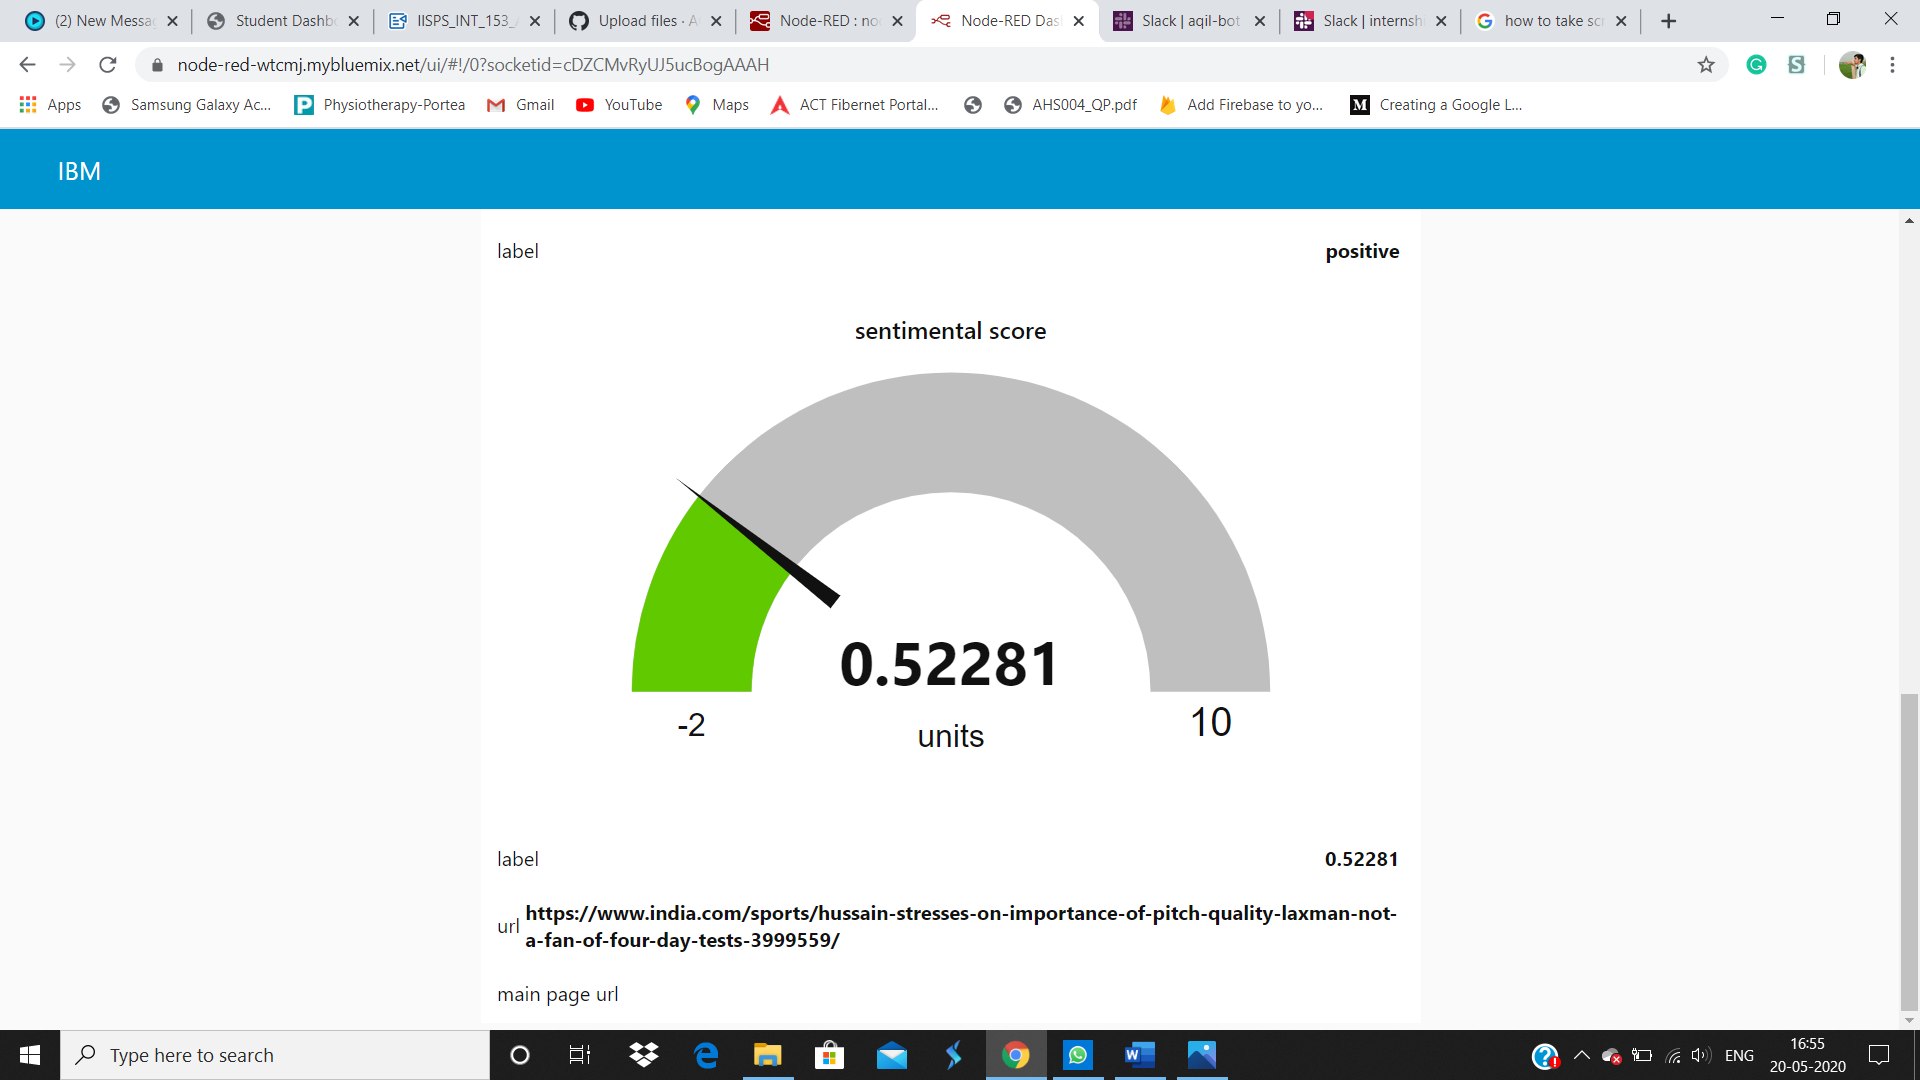 (2) New Messa
Student Dashb
IISPS_INT_153_
Upload files · A
Node-RED : no
Node-RED Das
Slack | aqil-bot
Slack | internsh
how to take scr
node-red-wtcmj.mybluemix.net/ui/#!/0?socketid=cDZCMvRyUJ5ucBogAAAH
Apps
Samsung Galaxy Ac...
Physiotherapy-Portea
Gmail
YouTube
Maps
ACT Fibernet Portal...
AHS004_QP.pdf
Add Firebase to yo...
Creating a Google L...
IBM
label positive
sentimental score
0.52281
-2
units
10
label 0.52281
url https://www.india.com/sports/hussain-stresses-on-importance-of-pitch-quality-laxman-not-
a-fan-of-four-day-tests-3999559/
main page url
Type here to search
ENG
16:55
20-05-2020